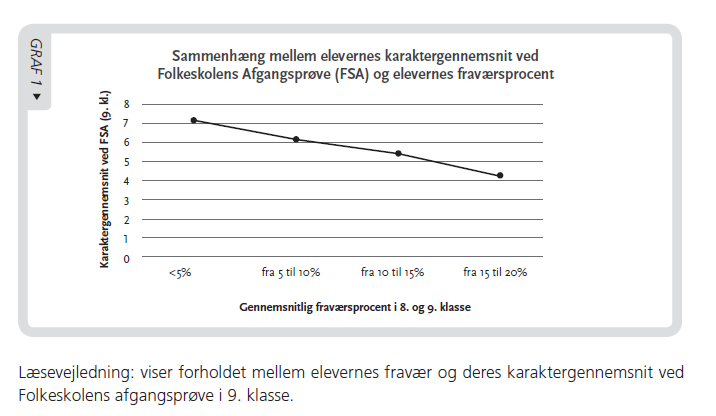 GRAF 1 ▼
Sammenhæng mellem elevernes karaktergennemsnit ved
Folkeskolens Afgangsprøve (FSA) og elevernes fraværsprocent
Karaktergennemsnit ved FSA (9. kl.)
8
7
6
5
4
3
2
1
0
<5%
fra 5 til 10%
fra 10 til 15%
fra 15 til 20%
Gennemsnitlig fraværsprocent i 8. og 9. klasse
Læsevejledning: viser forholdet mellem elevernes fravær og deres karaktergennemsnit ved
Folkeskolens afgangsprøve i 9. klasse.